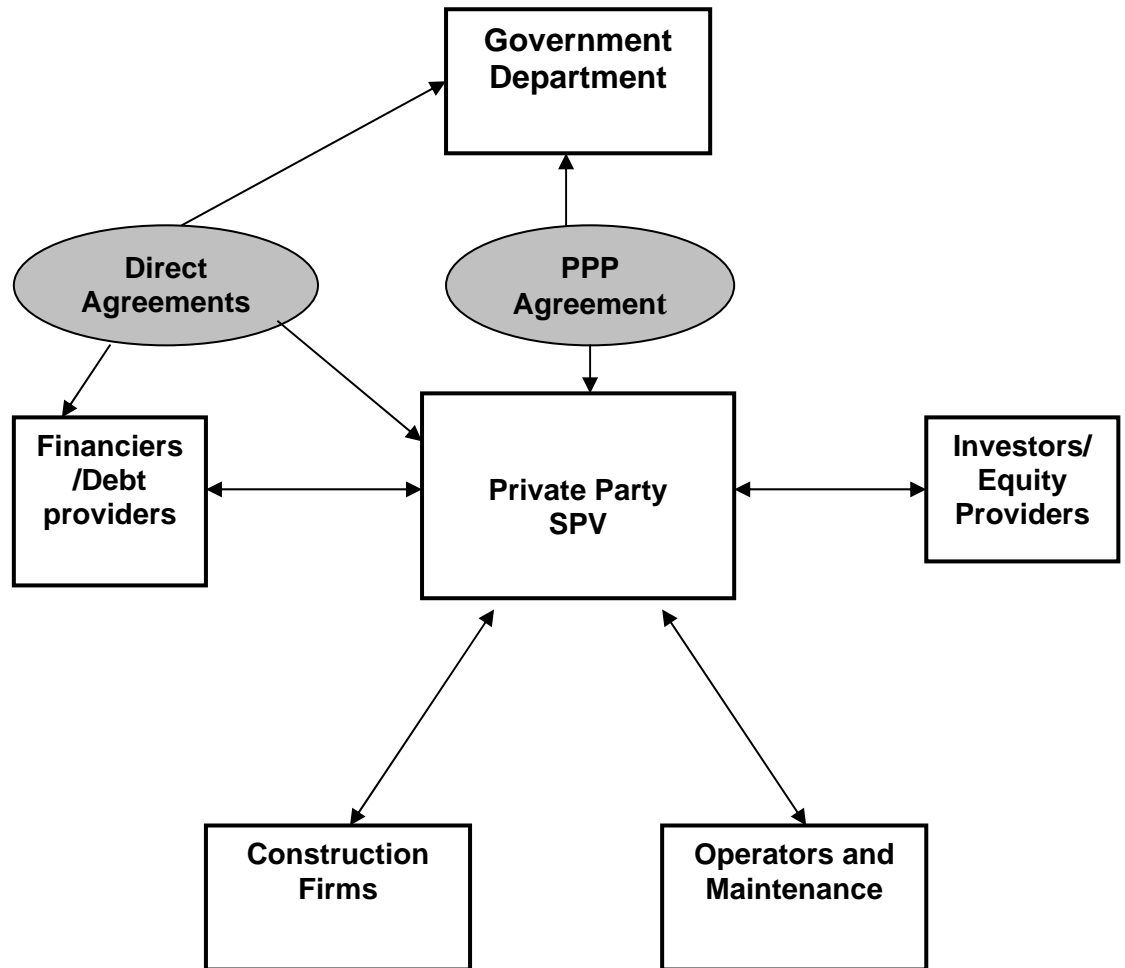 Government
Department
Direct
Agreements
PPP
Agreement
Financiers
/Debt
providers
Private Party
SPV
Investors/
Equity
Providers
Construction
Firms
Operators and
Maintenance